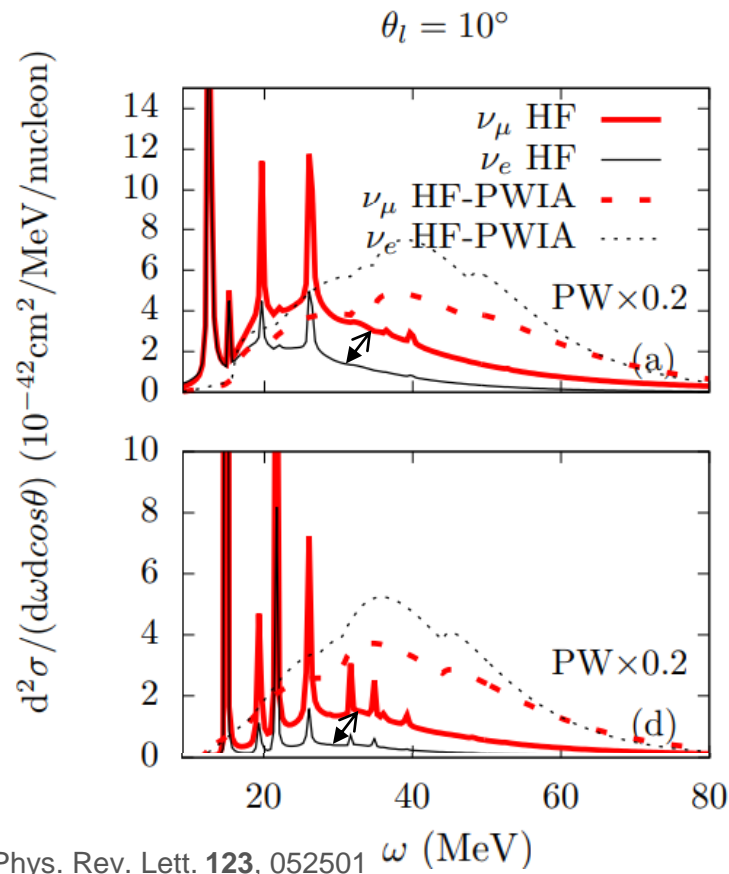 θ_l = 10°
d²σ/(dωdcosθ) (10⁻⁴²cm²/MeV/nucleon)
14
12
10
8
6
4
2
0
ν_μ HF
ν_e HF
ν_μ HF-PWIA
ν_e HF-PWIA
PW×0.2
(a)
10
8
6
4
2
0
PW×0.2
(d)
20 40 60 80
ω (MeV)
Phys. Rev. Lett. 123, 052501